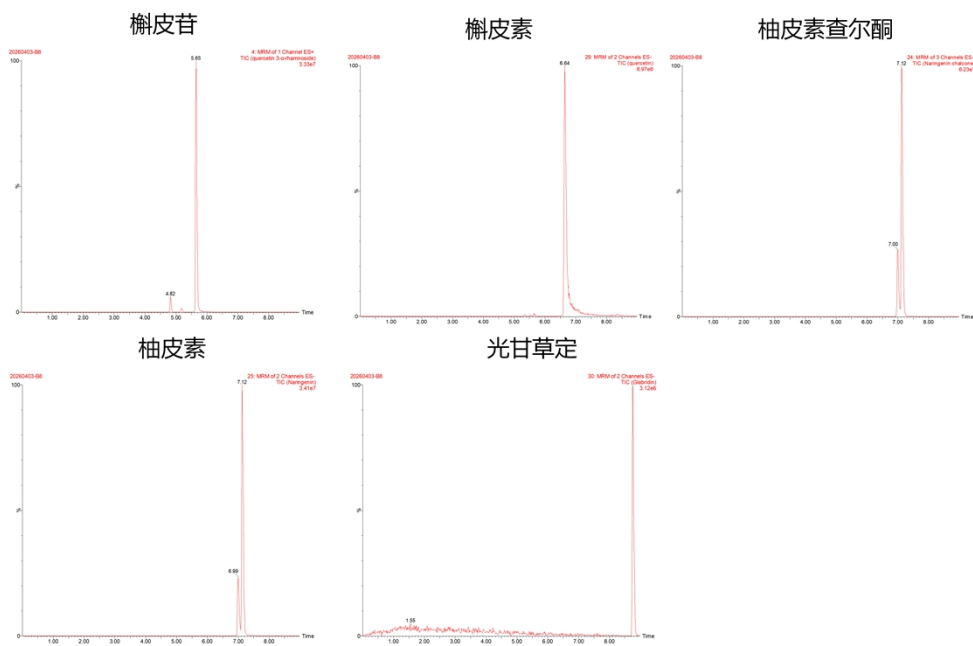 槲皮苷
20260403-B8
4: MRM of 1 Channel ES+
TIC (quercetin 3-o-rhamnoside)
3.33e7
100
%
0
5.65
4.82
1.00 2.00 3.00 4.00 5.00 6.00 7.00 8.00 Time
槲皮素
20260403-B8
28: MRM of 2 Channels ES-
TIC (quercetin)
6.97e6
100
%
0
6.64
1.00 2.00 3.00 4.00 5.00 6.00 7.00 8.00 Time
柚皮素查尔酮
20260403-B8
24: MRM of 3 Channels ES-
TIC (Naringenin chalcone
100
%
0
7.12
7.00
1.00 2.00 3.00 4.00 5.00 6.00 7.00 8.00 Time
柚皮素
20260403-B8
25: MRM of 2 Channels ES-
TIC (Naringenin)
3.41e7
100
%
0
7.12
6.99
1.00 2.00 3.00 4.00 5.00 6.00 7.00 8.00 Time
光甘草定
20260403-B8
30: MRM of 2 Channels ES-
TIC (Glabridin)
3.12e6
100
%
0
1.55
1.00 2.00 3.00 4.00 5.00 6.00 7.00 8.00 Time